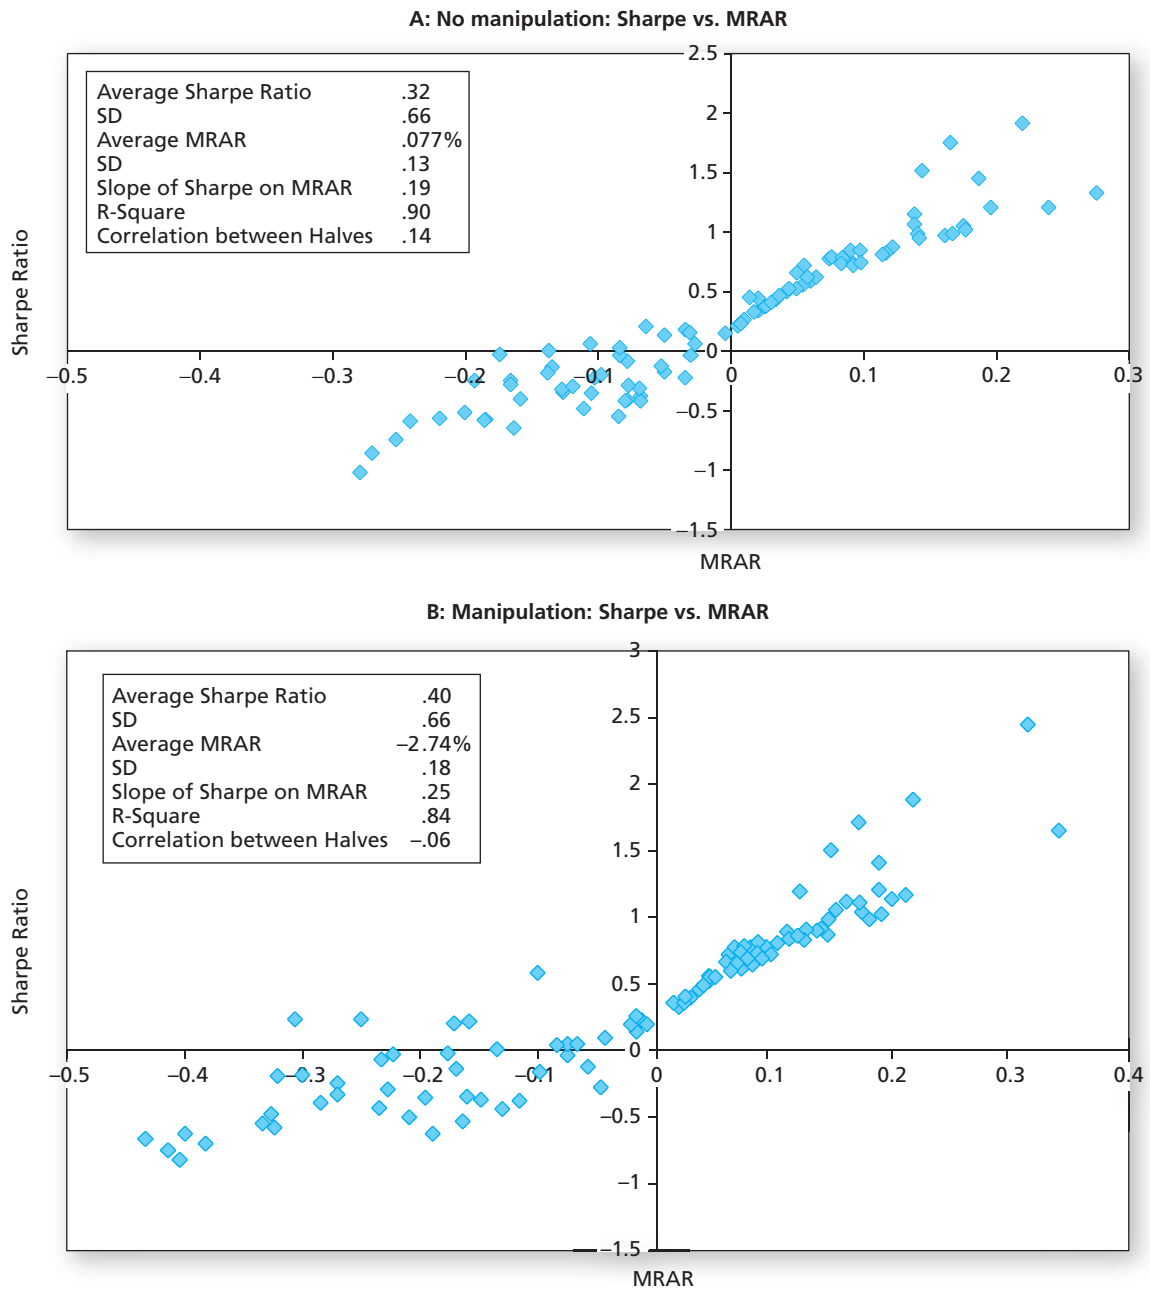 A: No manipulation: Sharpe vs. MRAR
Average Sharpe Ratio .32
SD .66
Average MRAR .077%
SD .13
Slope of Sharpe on MRAR .19
R-Square .90
Correlation between Halves .14
Sharpe Ratio
2.5
2
1.5
1
0.5
0
−0.5
−1
−1.5
−0.5 −0.4 −0.3 −0.2 −0.1 0 0.1 0.2 0.3
MRAR
B: Manipulation: Sharpe vs. MRAR
Average Sharpe Ratio .40
SD .66
Average MRAR −2.74%
SD .18
Slope of Sharpe on MRAR .25
R-Square .84
Correlation between Halves −.06
Sharpe Ratio
3
2.5
2
1.5
1
0.5
0
−0.5
−1
−1.5
−0.5 −0.4 −0.3 −0.2 −0.1 0 0.1 0.2 0.3 0.4
MRAR